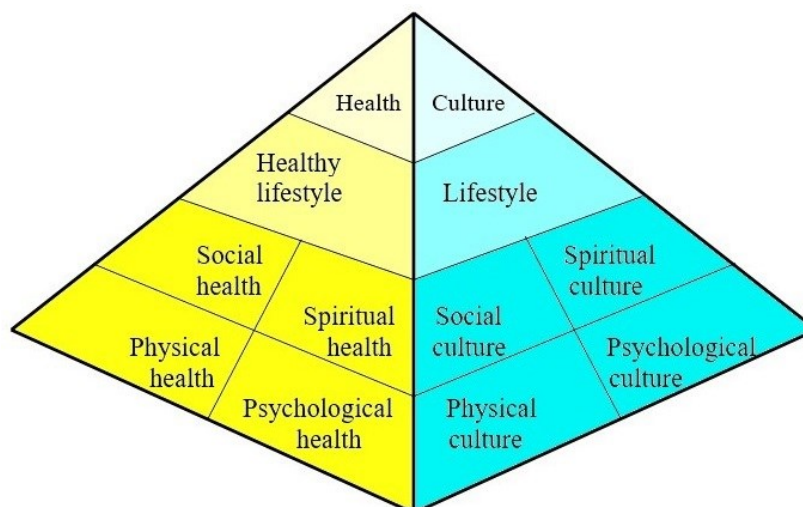 Health
Culture
Healthy
lifestyle
Lifestyle
Social
health
Spiritual
culture
Spiritual
health
Social
culture
Physical
health
Psychological
culture
Psychological
health
Physical
culture